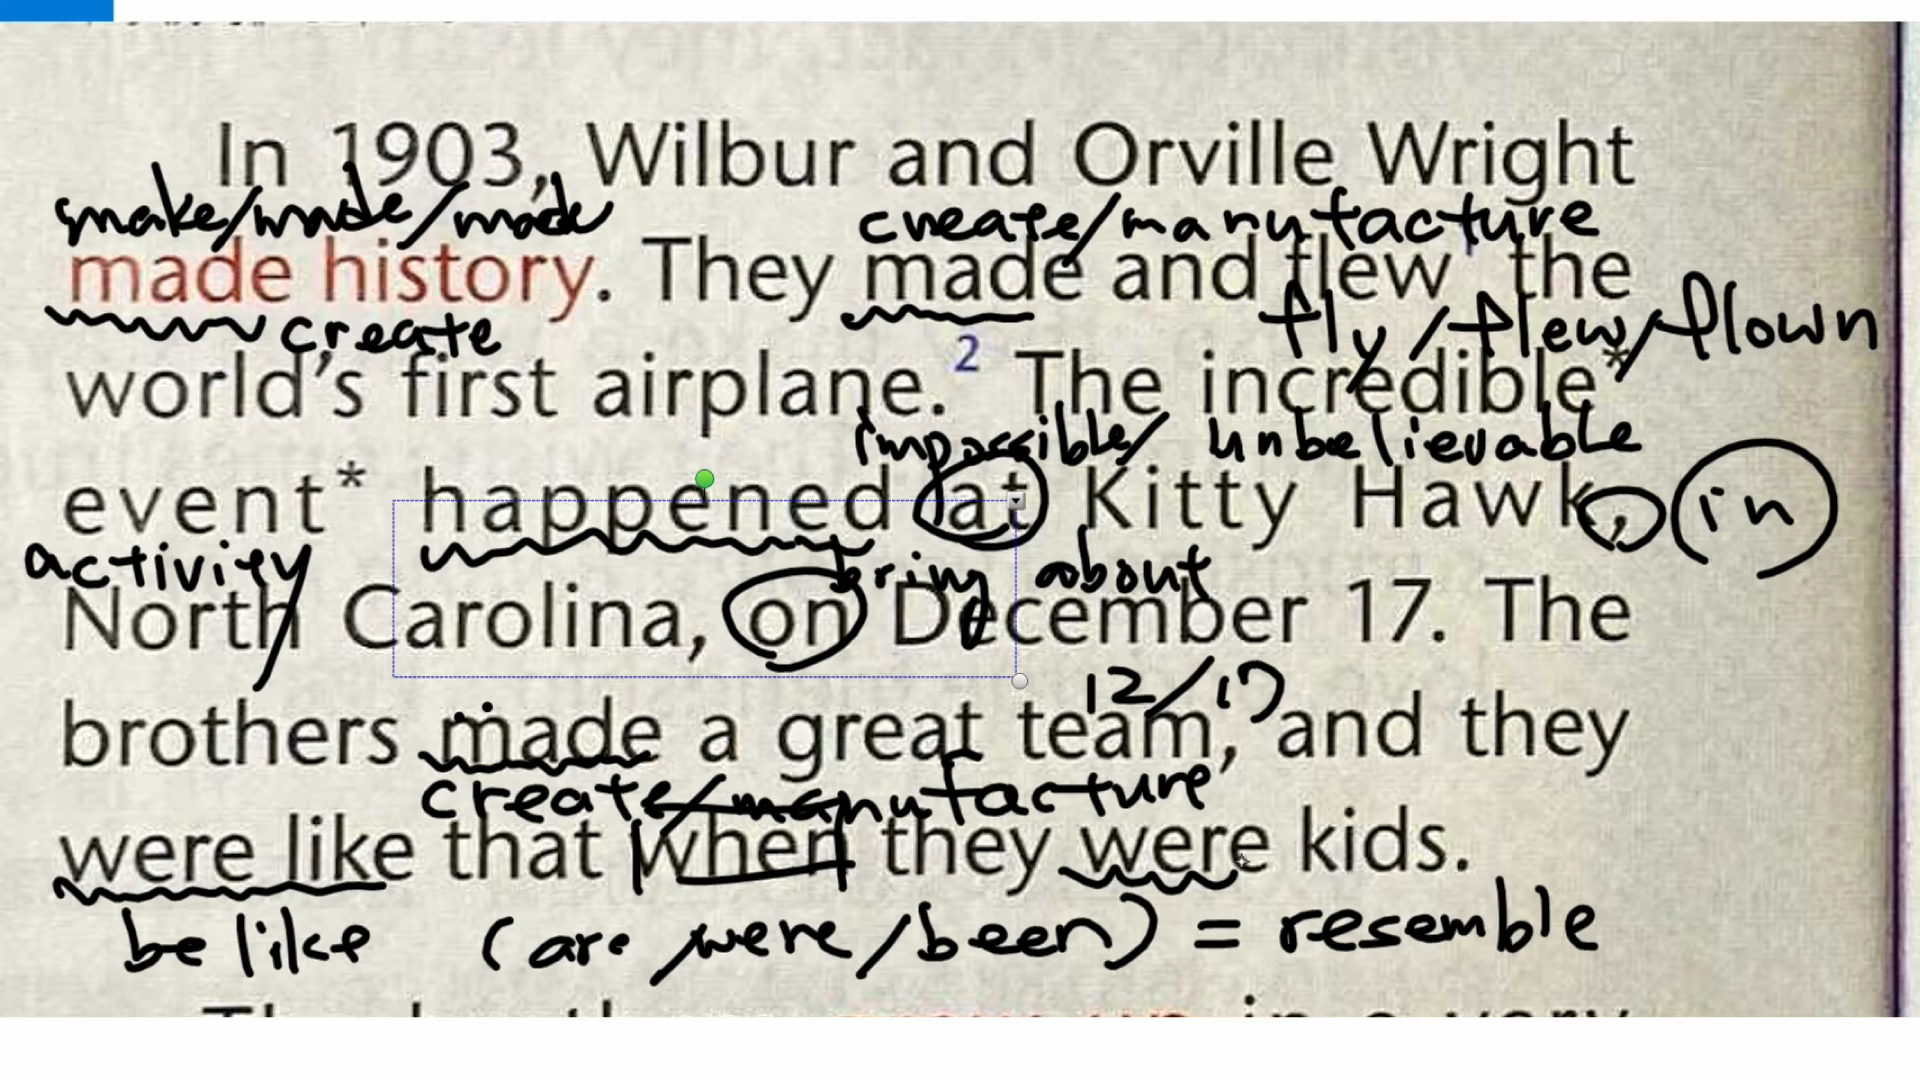 In 1903, Wilbur and Orville Wright
make/made/made create/manufacture
made history. They made and flew¹ the
create fly/flew/flown
world's first airplane.² The incredible*
impossible/unbelievable
event* happened at Kitty Hawk, in
activity bring about
North Carolina, on December 17. The
12/17
brothers made a great team, and they
create/manufacture
were like that when they were kids.
be like (are/were/been) = resemble